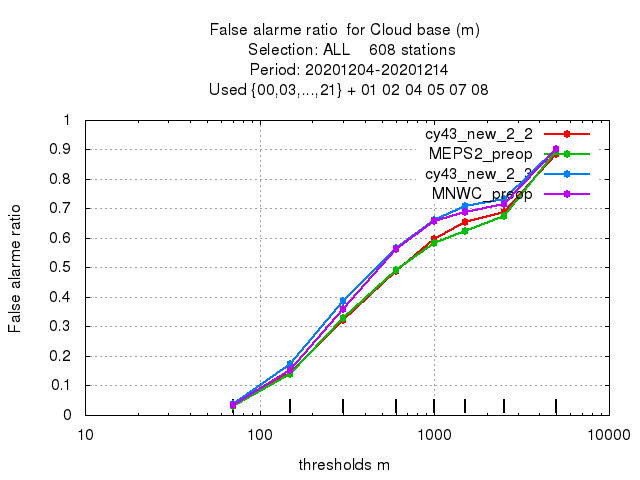 False alarme ratio  for Cloud base (m)
Selection: ALL    608 stations
Period: 20201204-20201214
Used {00,03,...,21} + 01 02 04 05 07 08
1
0.9
0.8
0.7
0.6
0.5
0.4
0.3
0.2
0.1
0
False alarme ratio
cy43_new_2_2
MEPS2_preop
cy43_new_2_3
MNWC_preop
10
100
1000
10000
thresholds m